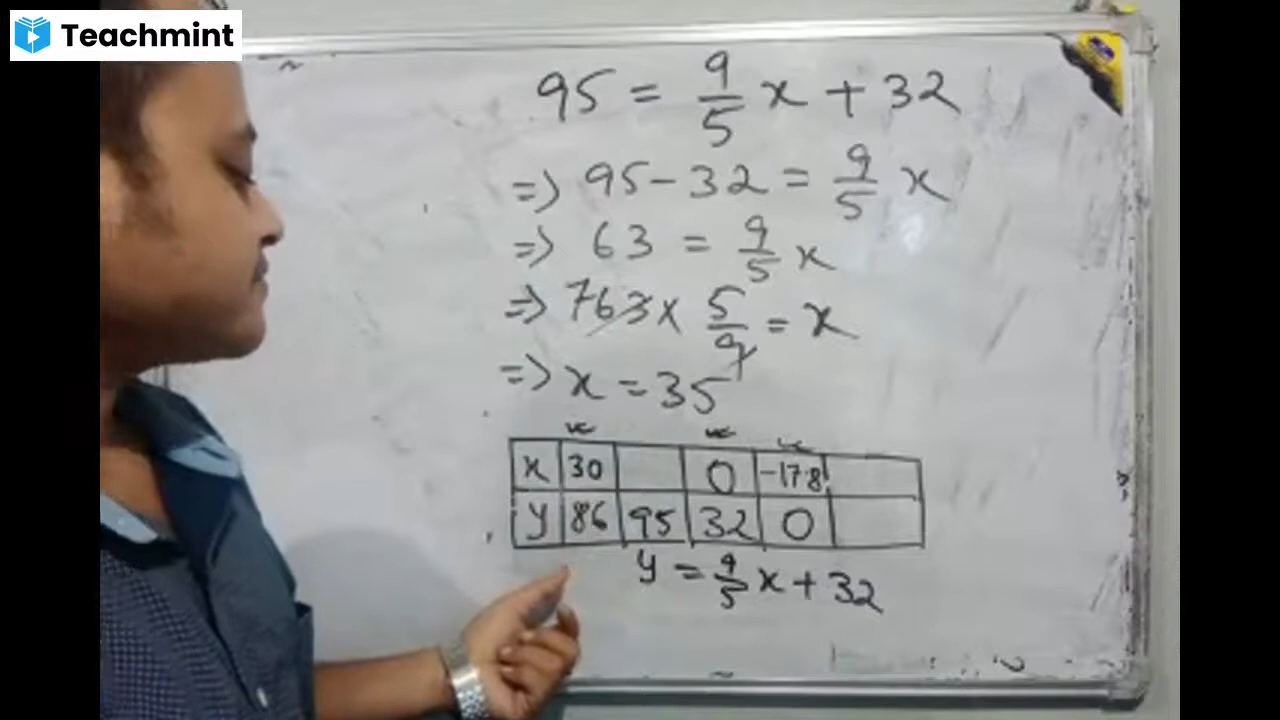 Teachmint
95 = 9/5 x + 32
=> 95 - 32 = 9/5 x
=> 63 = 9/5 x
=> 7 63 x 5/9 = x
=> x = 35
x 30 0 -17.8
y 86 95 32 0
y = 9/5 x + 32